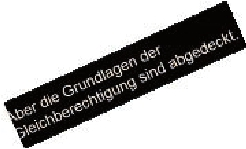 Aber die Grundlagen der
Gleichberechtigung sind abgedeckt.